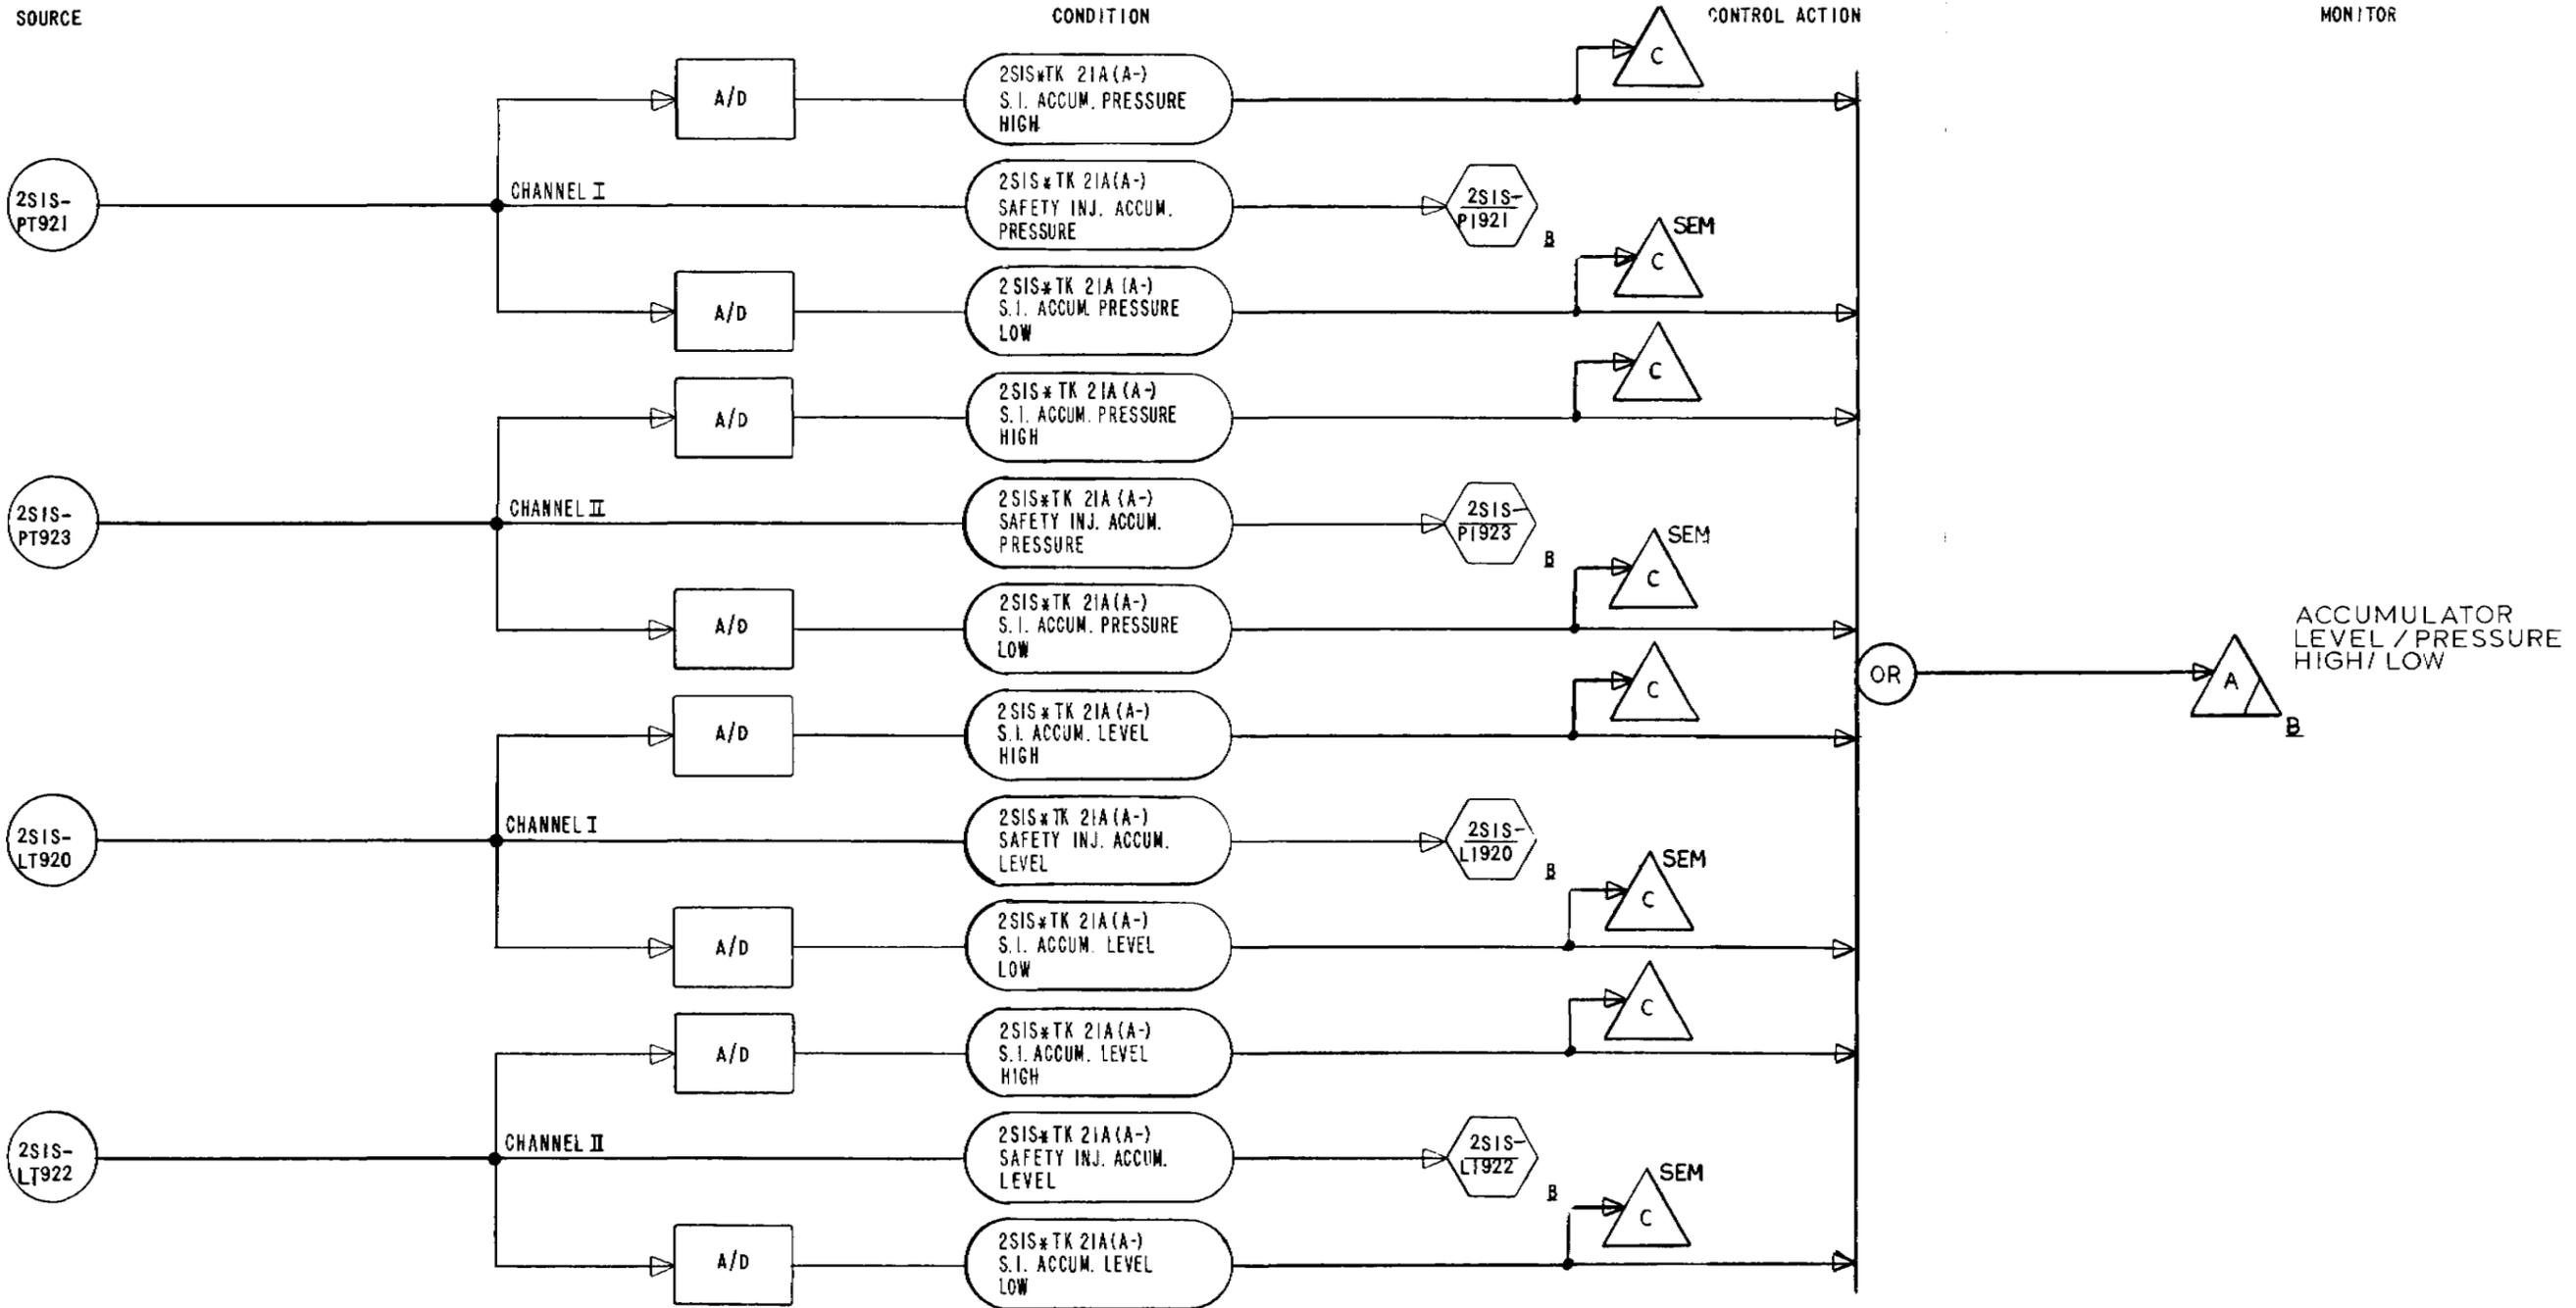 SOURCE
CONDITION
CONTROL ACTION
MONITOR
A/D
2SIS*TK 21A(A-)
S.I. ACCUM. PRESSURE
HIGH
C
2SIS-
PT921
CHANNEL I
2SIS*TK 21A(A-)
SAFETY INJ. ACCUM.
PRESSURE
2SIS-
PI921
B
A/D
2SIS*TK 21A (A-)
S.I. ACCUM. PRESSURE
LOW
C
SEM
A/D
2SIS*TK 21A (A-)
S.I. ACCUM. PRESSURE
HIGH
C
2SIS-
PT923
CHANNEL II
2SIS*TK 21A (A-)
SAFETY INJ. ACCUM.
PRESSURE
2SIS-
PI923
B
A/D
2SIS*TK 21A(A-)
S.I. ACCUM. PRESSURE
LOW
C
SEM
A/D
2SIS*TK 21A(A-)
S.I. ACCUM. LEVEL
HIGH
C
OR
A
B
ACCUMULATOR
LEVEL / PRESSURE
HIGH / LOW
2SIS-
LT920
CHANNEL I
2SIS*TK 21A(A-)
SAFETY INJ. ACCUM.
LEVEL
2SIS-
LI920
B
A/D
2SIS*TK 21A(A-)
S.I. ACCUM. LEVEL
LOW
C
SEM
A/D
2SIS*TK 21A(A-)
S.I. ACCUM. LEVEL
HIGH
C
2SIS-
LT922
CHANNEL II
2SIS*TK 21A(A-)
SAFETY INJ. ACCUM.
LEVEL
2SIS-
LI922
B
A/D
2SIS*TK 21A(A-)
S.I. ACCUM. LEVEL
LOW
C
SEM